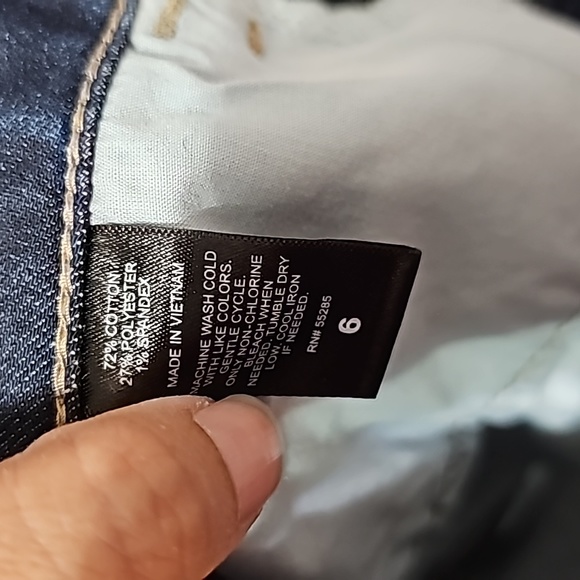 72% COTTON
27% POLYESTER
1% SPANDEX
MADE IN VIETNAM
MACHINE WASH COLD
WITH LIKE COLORS.
GENTLE CYCLE.
ONLY NON-CHLORINE
BLEACH WHEN
NEEDED. TUMBLE DRY
LOW. COOL IRON
IF NEEDED.
RN# 55285
6